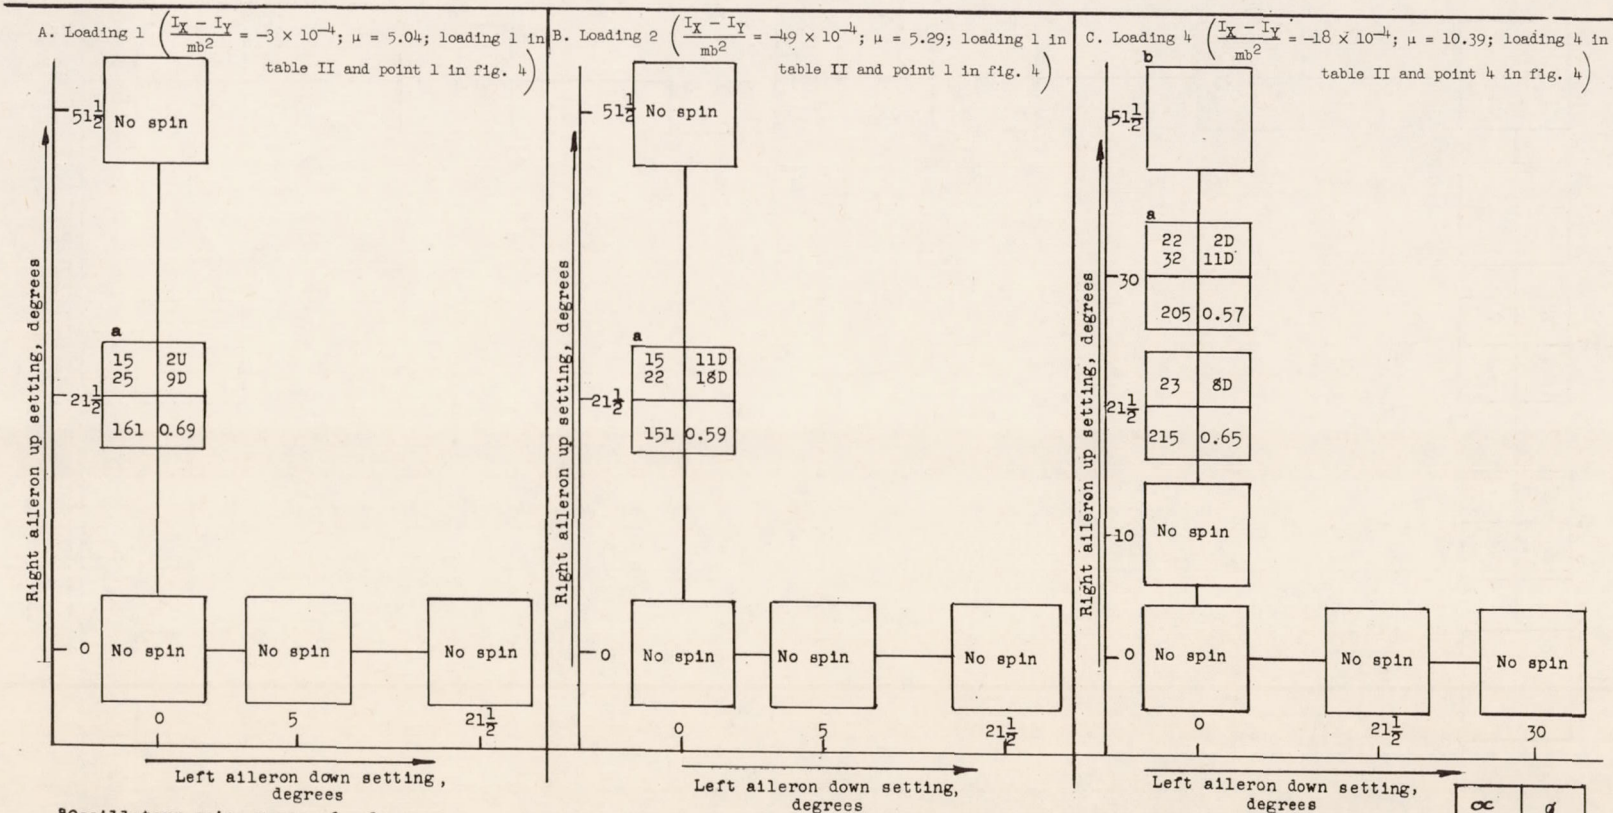 A. Loading 1 (I_X − I_Y / mb² = −3 × 10⁻⁴; μ = 5.04; loading 1 in
table II and point 1 in fig. 4)
51½
No spin
a
15 2U
25 9D
21½
161 0.69
0
No spin
No spin
No spin
0 5 21½
Right aileron up setting, degrees
Left aileron down setting,
degrees
B. Loading 2 (I_X − I_Y / mb² = −49 × 10⁻⁴; μ = 5.29; loading 1 in
table II and point 1 in fig. 4)
51½
No spin
a
15 11D
22 18D
21½
151 0.59
0
No spin
No spin
No spin
0 5 21½
Right aileron up setting, degrees
Left aileron down setting,
degrees
C. Loading 4 (I_X − I_Y / mb² = −18 × 10⁻⁴; μ = 10.39; loading 4 in
table II and point 4 in fig. 4)
b
51½
a
22 2D
32 11D
30
205 0.57
23 8D
21½
215 0.65
10
No spin
0
No spin
No spin
No spin
0 21½ 30
Right aileron up setting, degrees
Left aileron down setting,
degrees
α